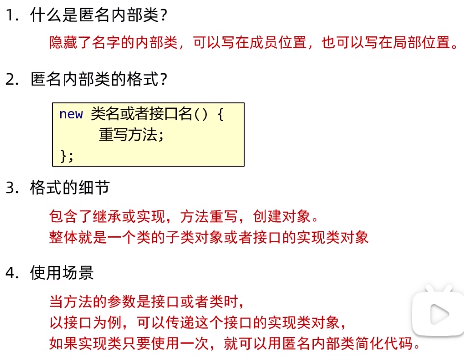 1. 什么是匿名内部类？
隐藏了名字的内部类，可以写在成员位置，也可以写在局部位置。
2. 匿名内部类的格式？
new 类名或者接口名() {
重写方法;
};
3. 格式的细节
包含了继承或实现，方法重写，创建对象。
整体就是一个类的子类对象或者接口的实现类对象
4. 使用场景
当方法的参数是接口或者类时，
以接口为例，可以传递这个接口的实现类对象，
如果实现类只要使用一次，就可以用匿名内部类简化代码。